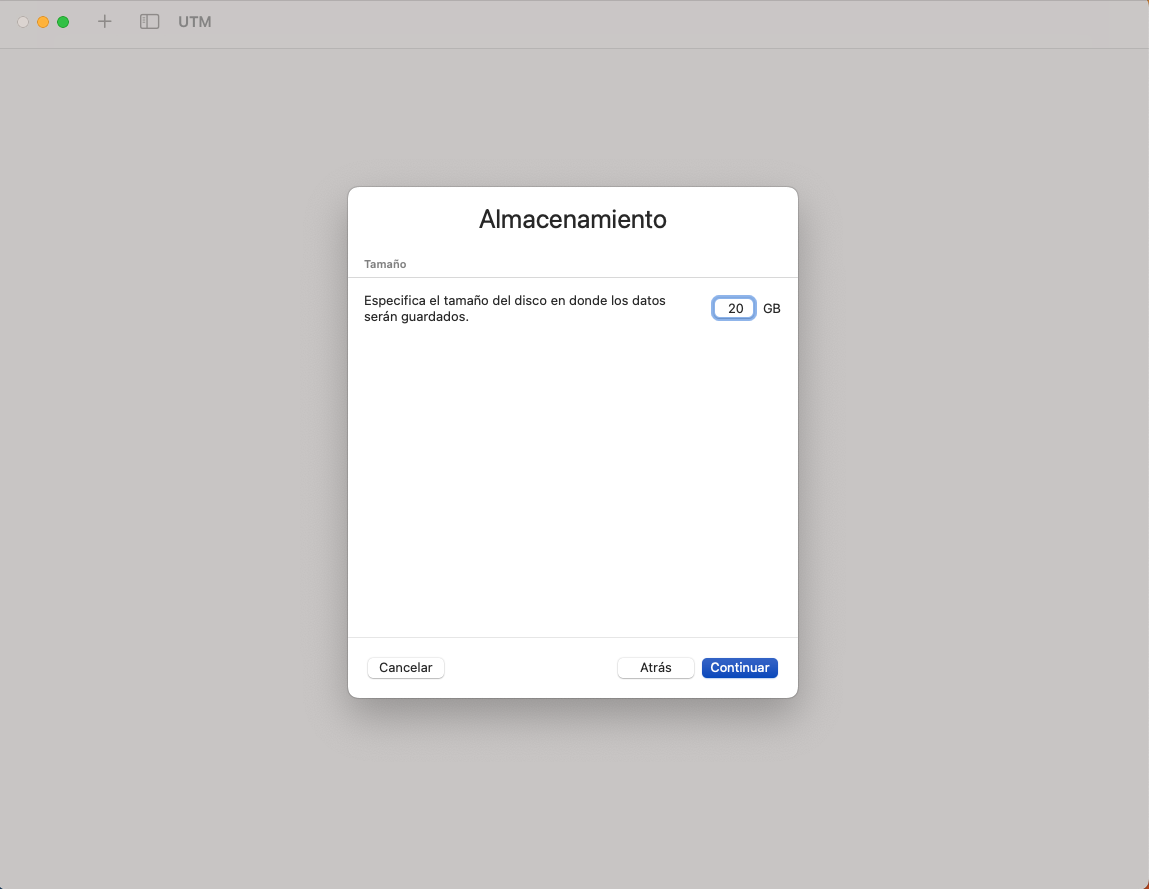 UTM
Almacenamiento
Tamaño
Especifica el tamaño del disco en donde los datos
serán guardados.
20 GB
Cancelar
Atrás
Continuar